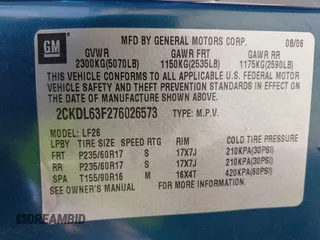 GM
MFD BY GENERAL MOTORS CORP. 08/06
GVWR GAWR FRT GAWR RR
2300KG(5070LB) 1150KG(2535LB) 1175KG(2590LB)
THIS VEHICLE CONFORMS TO ALL APPLICABLE U.S. FEDERAL MOTOR
VEHICLE SAFETY AND THEFT PREVENTION STANDARDS IN EFFECT ON THE DATE OF
MANUFACTURE SHOWN ABOVE.
2CKDL63F276026573 TYPE: M.P.V.
MODEL: LF26
LPBY TIRE SIZE SPEED RTG RIM COLD TIRE PRESSURE
FRT P235/60R17 S 17X7J 210KPA(30PSI)
RR P235/60R17 S 17X7J 210KPA(30PSI)
SPA T155/90R16 M 16X4T 420KPA(60PSI)
SEE OWNER'S MANUAL FOR ADDITIONAL INFORMATION
© DREAMBID